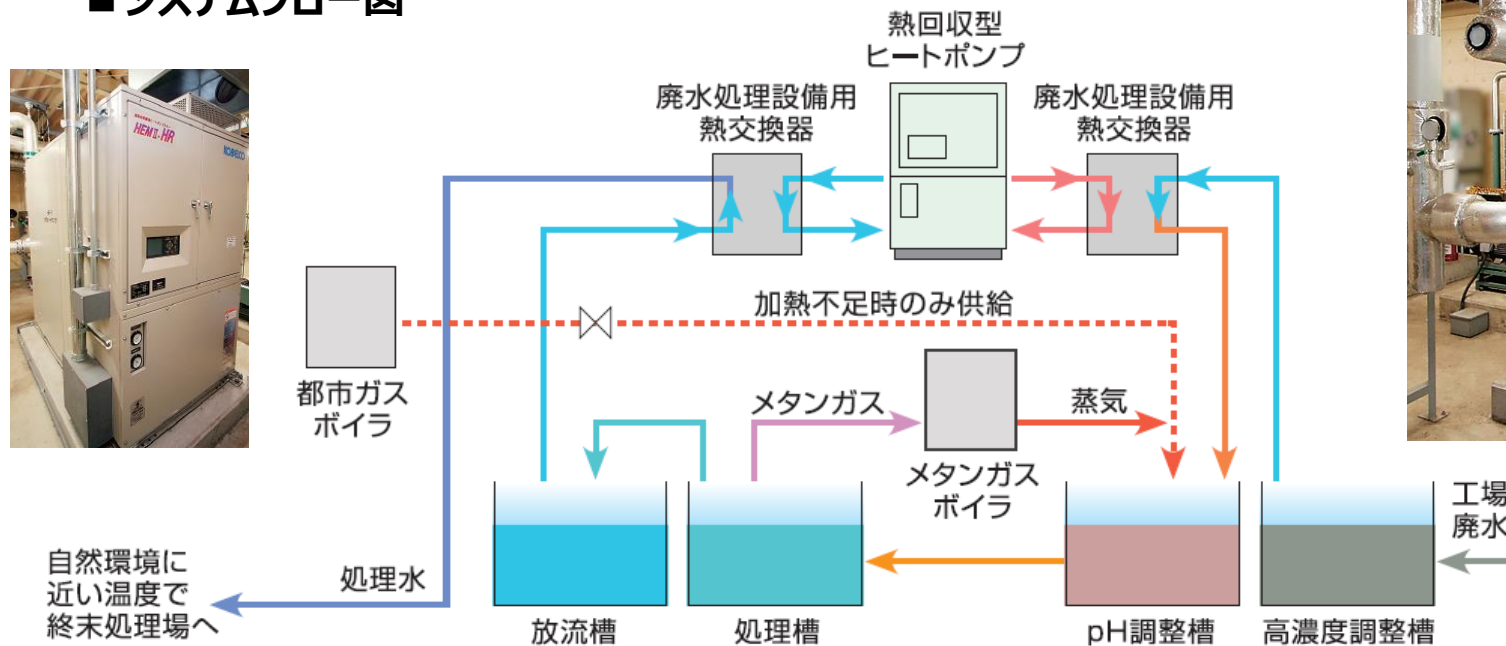 ■システムフロー図
熱回収型
ヒートポンプ
廃水処理設備用
熱交換器
廃水処理設備用
熱交換器
HEMⅡ-HR
KOBELCO
加熱不足時のみ供給
都市ガス
ボイラ
メタンガス
蒸気
メタンガス
ボイラ
工場
廃水
自然環境に
近い温度で
終末処理場へ
処理水
放流槽
処理槽
pH調整槽
高濃度調整槽